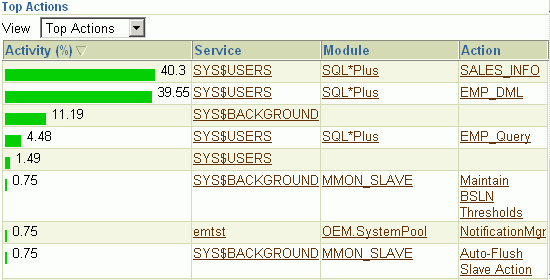 Top Actions
View Top Actions
Activity (%) Service Module Action
40.3 SYS$USERS SQL*Plus SALES_INFO
39.55 SYS$USERS SQL*Plus EMP_DML
11.19 SYS$BACKGROUND
4.48 SYS$USERS SQL*Plus EMP_Query
1.49 SYS$USERS
0.75 SYS$BACKGROUND MMON_SLAVE Maintain
BSLN
Thresholds
0.75 emtst OEM.SystemPool NotificationMgr
0.75 SYS$BACKGROUND MMON_SLAVE Auto-Flush
Slave Action